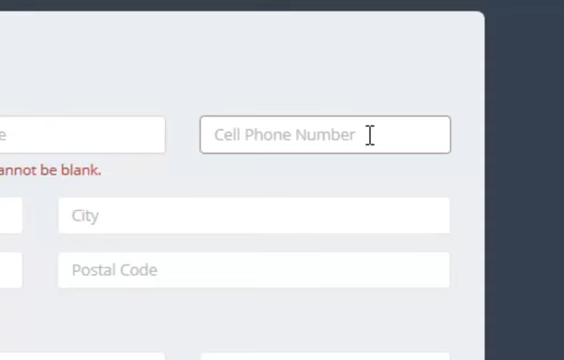 e
Cell Phone Number
annot be blank.
City
Postal Code